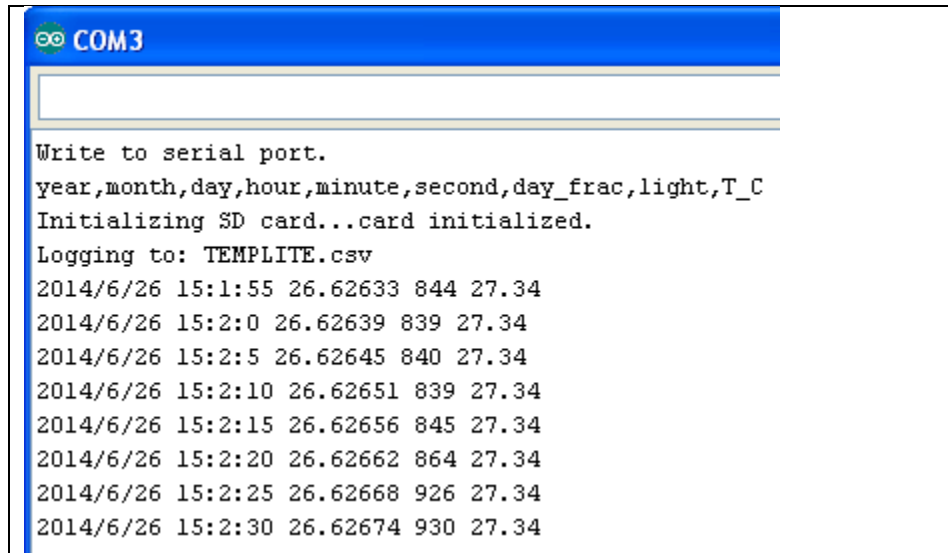 COM3
Write to serial port.
year,month,day,hour,minute,second,day_frac,light,T_C
Initializing SD card...card initialized.
Logging to: TEMPLITE.csv
2014/6/26 15:1:55 26.62633 844 27.34
2014/6/26 15:2:0 26.62639 839 27.34
2014/6/26 15:2:5 26.62645 840 27.34
2014/6/26 15:2:10 26.62651 839 27.34
2014/6/26 15:2:15 26.62656 845 27.34
2014/6/26 15:2:20 26.62662 864 27.34
2014/6/26 15:2:25 26.62668 926 27.34
2014/6/26 15:2:30 26.62674 930 27.34